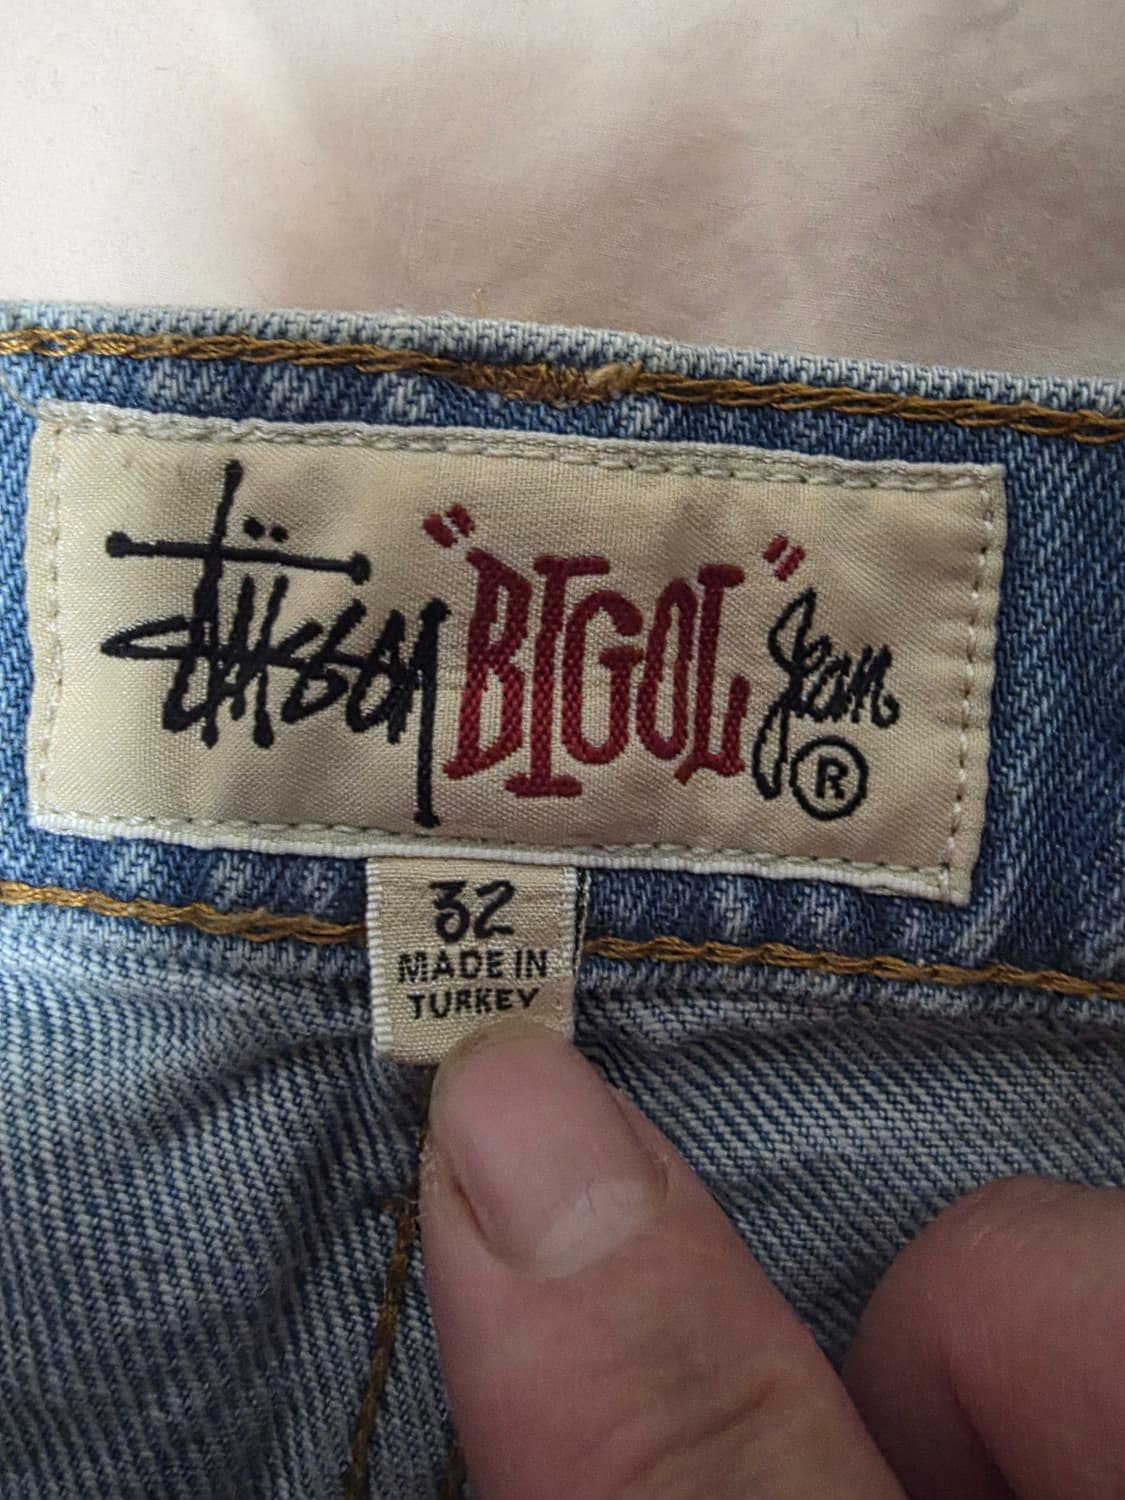 Stüssy "BIGOL" Jean ®
32
MADE IN
TURKEY